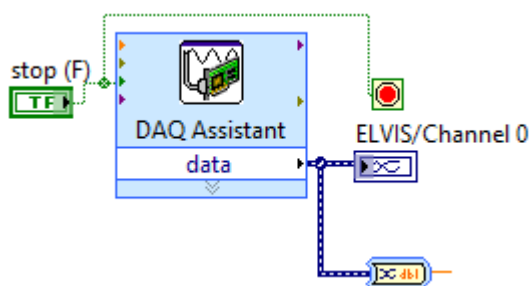 stop (F)
TF
DAQ Assistant
data
ELVIS/Channel 0
dbl